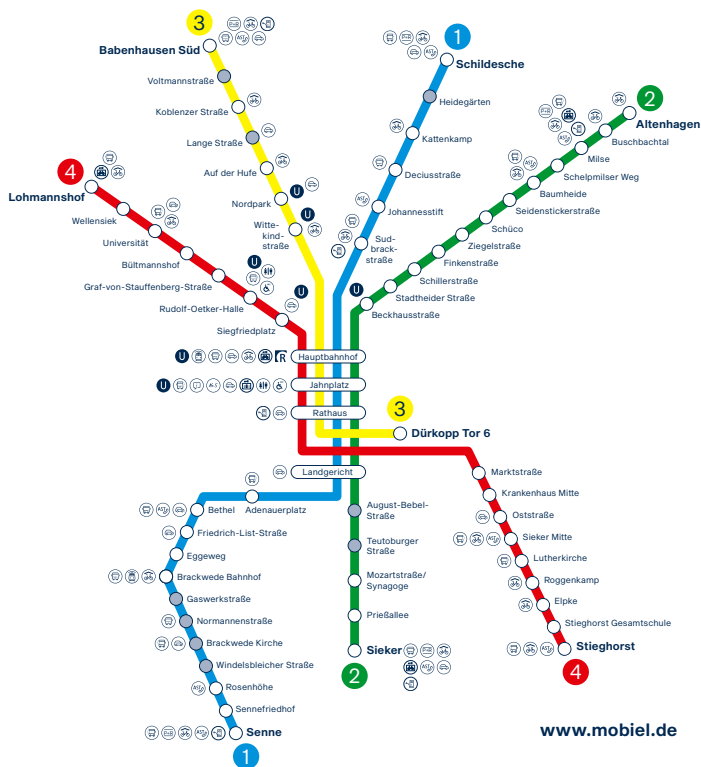 3
Babenhausen Süd
Voltmannstraße
Koblenzer Straße
Lange Straße
Auf der Hufe
Nordpark
U
Witte-
kind-
straße
U
1
Schildesche
Heidegärten
Kattenkamp
Deciusstraße
Johannesstift
Sud-
brack-
straße
2
Altenhagen
Buschbachtal
Milse
Schelpmilser Weg
Baumheide
Seidenstickerstraße
Schüco
Ziegelstraße
Finkenstraße
Schillerstraße
Stadtheider Straße
U
Beckhausstraße
4
Lohmannshof
Wellensiek
Universität
Bültmannshof
Graf-von-Stauffenberg-Straße
U
Rudolf-Oetker-Halle
U
Siegfriedplatz
U
R
Hauptbahnhof
U
Jahnplatz
Rathaus
3
Dürkopp Tor 6
Landgericht
Adenauerplatz
Bethel
Friedrich-List-Straße
Eggeweg
Brackwede Bahnhof
Gaswerkstraße
Normannenstraße
Brackwede Kirche
Windelsbleicher Straße
Rosenhöhe
Sennefriedhof
Senne
1
August-Bebel-
Straße
Teutoburger
Straße
Mozartstraße/
Synagoge
Prießallee
Sieker
2
Marktstraße
Krankenhaus Mitte
Oststraße
Sieker Mitte
Lutherkirche
Roggenkamp
Elpke
Stieghorst Gesamtschule
Stieghorst
4
www.mobiel.de